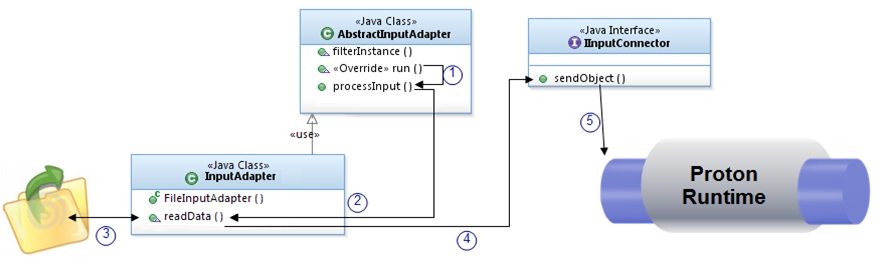 «Java Class»
C AbstractInputAdapter
filterInstance ( )
«Override» run ( )
processInput ( )
1
«Java Interface»
I IInputConnector
sendObject ( )
5
«use»
«Java Class»
C InputAdapter
C FileInputAdapter ( )
readData ( )
2
3
4
Proton
Runtime